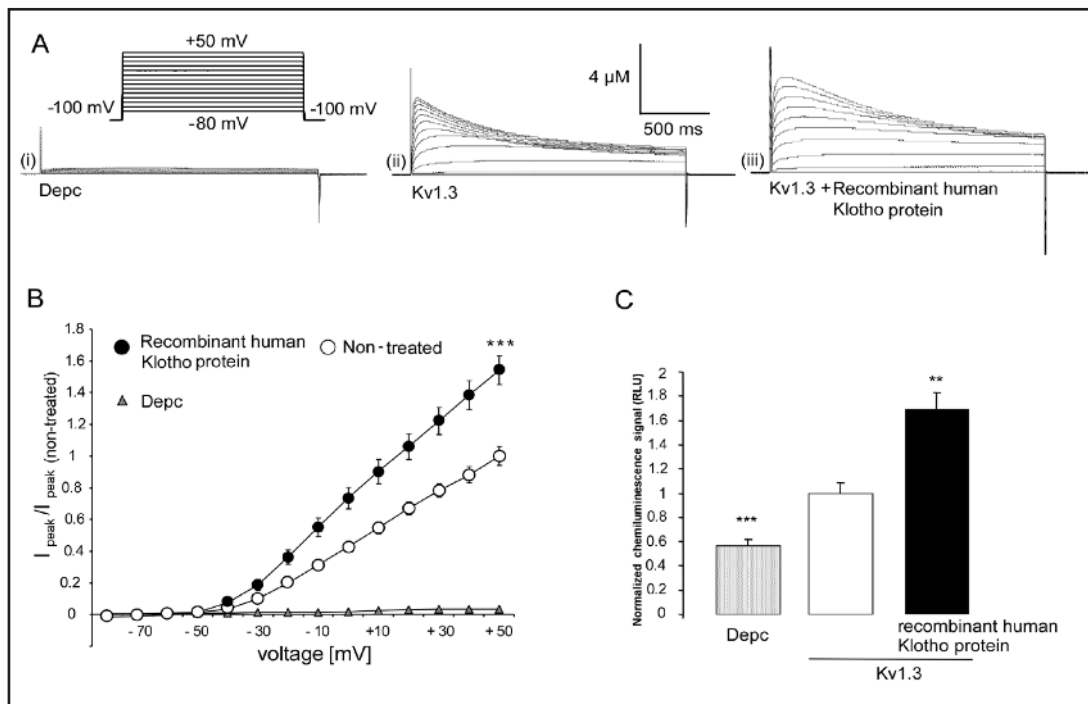 A
+50 mV
-100 mV
-100 mV
-80 mV
(i)
Depc
(ii)
Kv1.3
4 µM
500 ms
(iii)
Kv1.3 + Recombinant human
Klotho protein
B
I peak/I peak (non-treated)
1.8
1.6
1.4
1.2
1
0.8
0.6
0.4
0.2
0
Recombinant human
Klotho protein
Non-treated
Depc
***
- 70
- 50
- 30
- 10
+10
+ 30
+ 50
voltage [mV]
C
Normalized chemiluminescence signal (RLU)
2
1.8
1.6
1.4
1.2
1
0.8
0.6
0.4
0.2
0
***
**
Depc
recombinant human
Klotho protein
Kv1.3